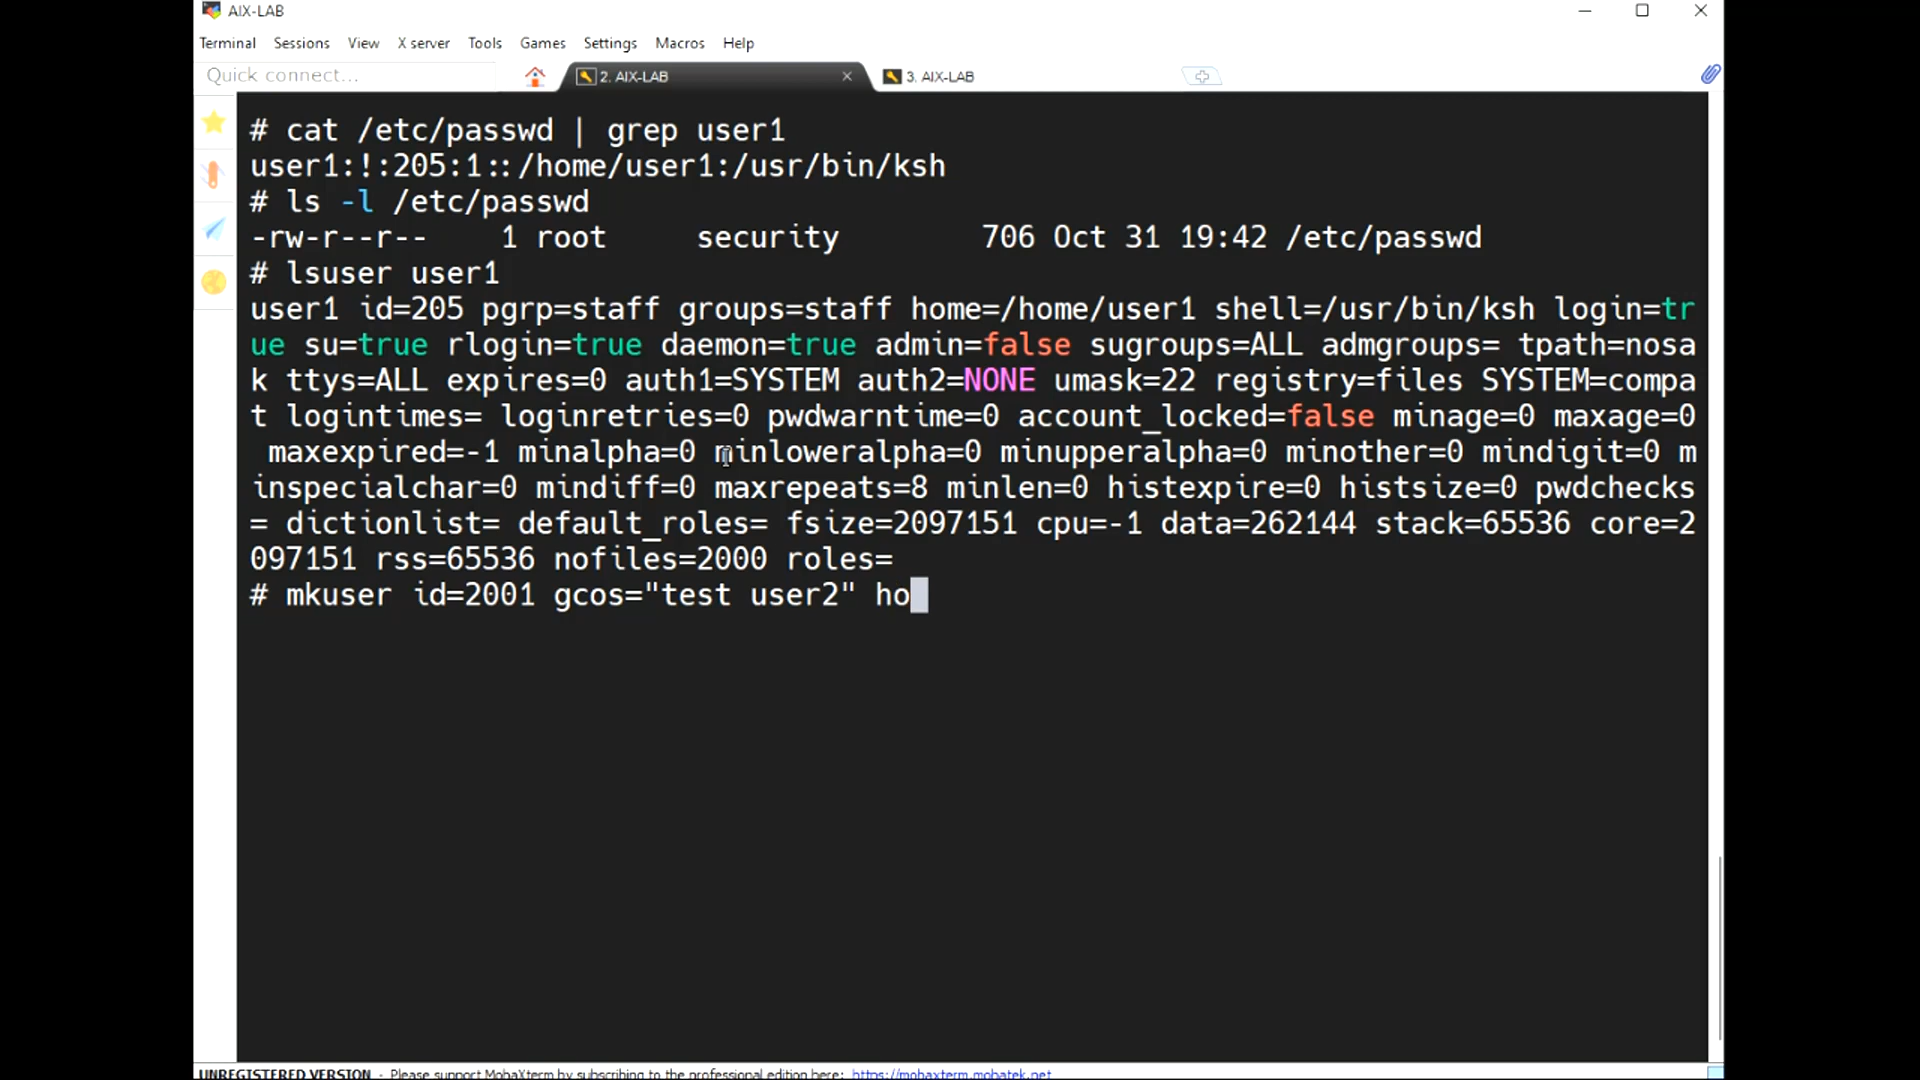 AIX-LAB
Terminal Sessions View X server Tools Games Settings Macros Help
Quick connect...
2. AIX-LAB
3. AIX-LAB
# cat /etc/passwd | grep user1
user1:!:205:1::/home/user1:/usr/bin/ksh
# ls -l /etc/passwd
-rw-r--r-- 1 root security 706 Oct 31 19:42 /etc/passwd
# lsuser user1
user1 id=205 pgrp=staff groups=staff home=/home/user1 shell=/usr/bin/ksh login=tr
ue su=true rlogin=true daemon=true admin=false sugroups=ALL admgroups= tpath=nosa
k ttys=ALL expires=0 auth1=SYSTEM auth2=NONE umask=22 registry=files SYSTEM=compa
t logintimes= loginretries=0 pwdwarntime=0 account_locked=false minage=0 maxage=0
maxexpired=-1 minalpha=0 minloweralpha=0 minupperalpha=0 minother=0 mindigit=0 m
inspecialchar=0 mindiff=0 maxrepeats=8 minlen=0 histexpire=0 histsize=0 pwdchecks
= dictionlist= default_roles= fsize=2097151 cpu=-1 data=262144 stack=65536 core=2
097151 rss=65536 nofiles=2000 roles=
# mkuser id=2001 gcos="test user2" ho
UNREGISTERED VERSION - Please support MobaXterm by subscribing to the professional edition here: https://mobaxterm.mobatek.net